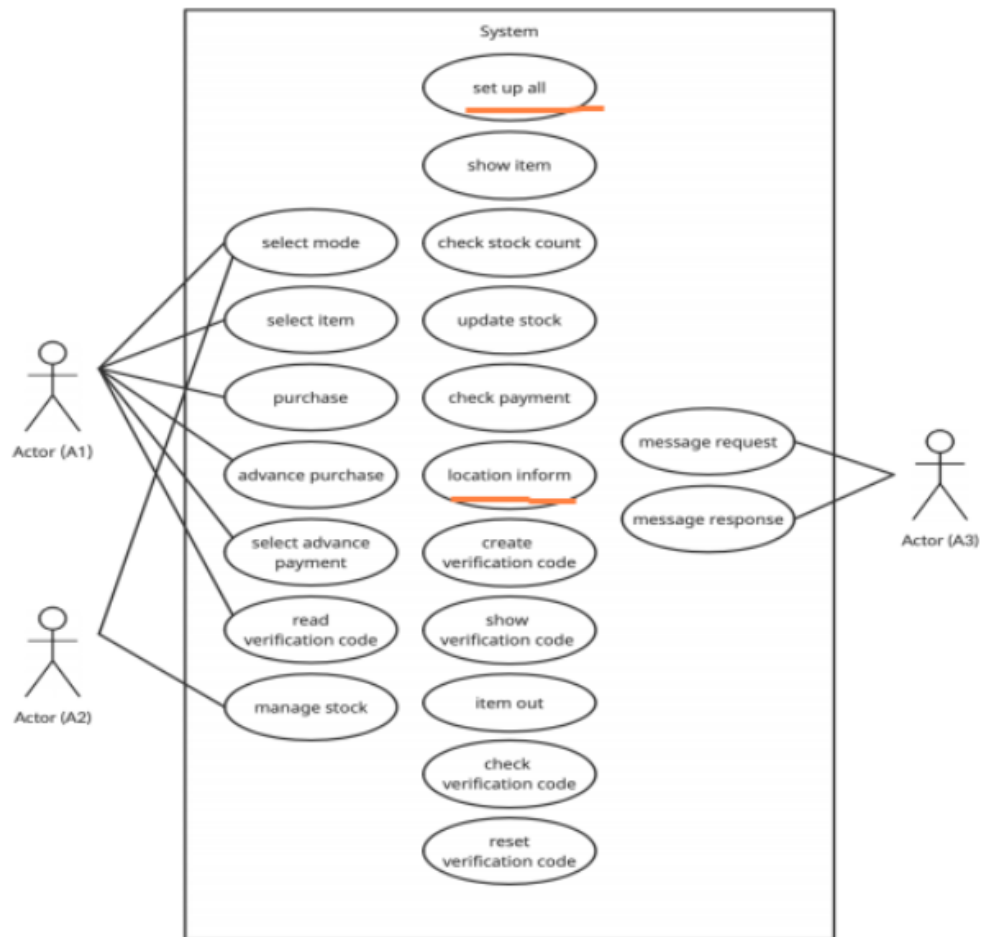 System
set up all
show item
select mode
check stock count
select item
update stock
purchase
check payment
message request
Actor (A1)
advance purchase
location inform
message response
Actor (A3)
select advance
payment
create
verification code
read
verification code
show
verification code
manage stock
item out
Actor (A2)
check
verification code
reset
verification code